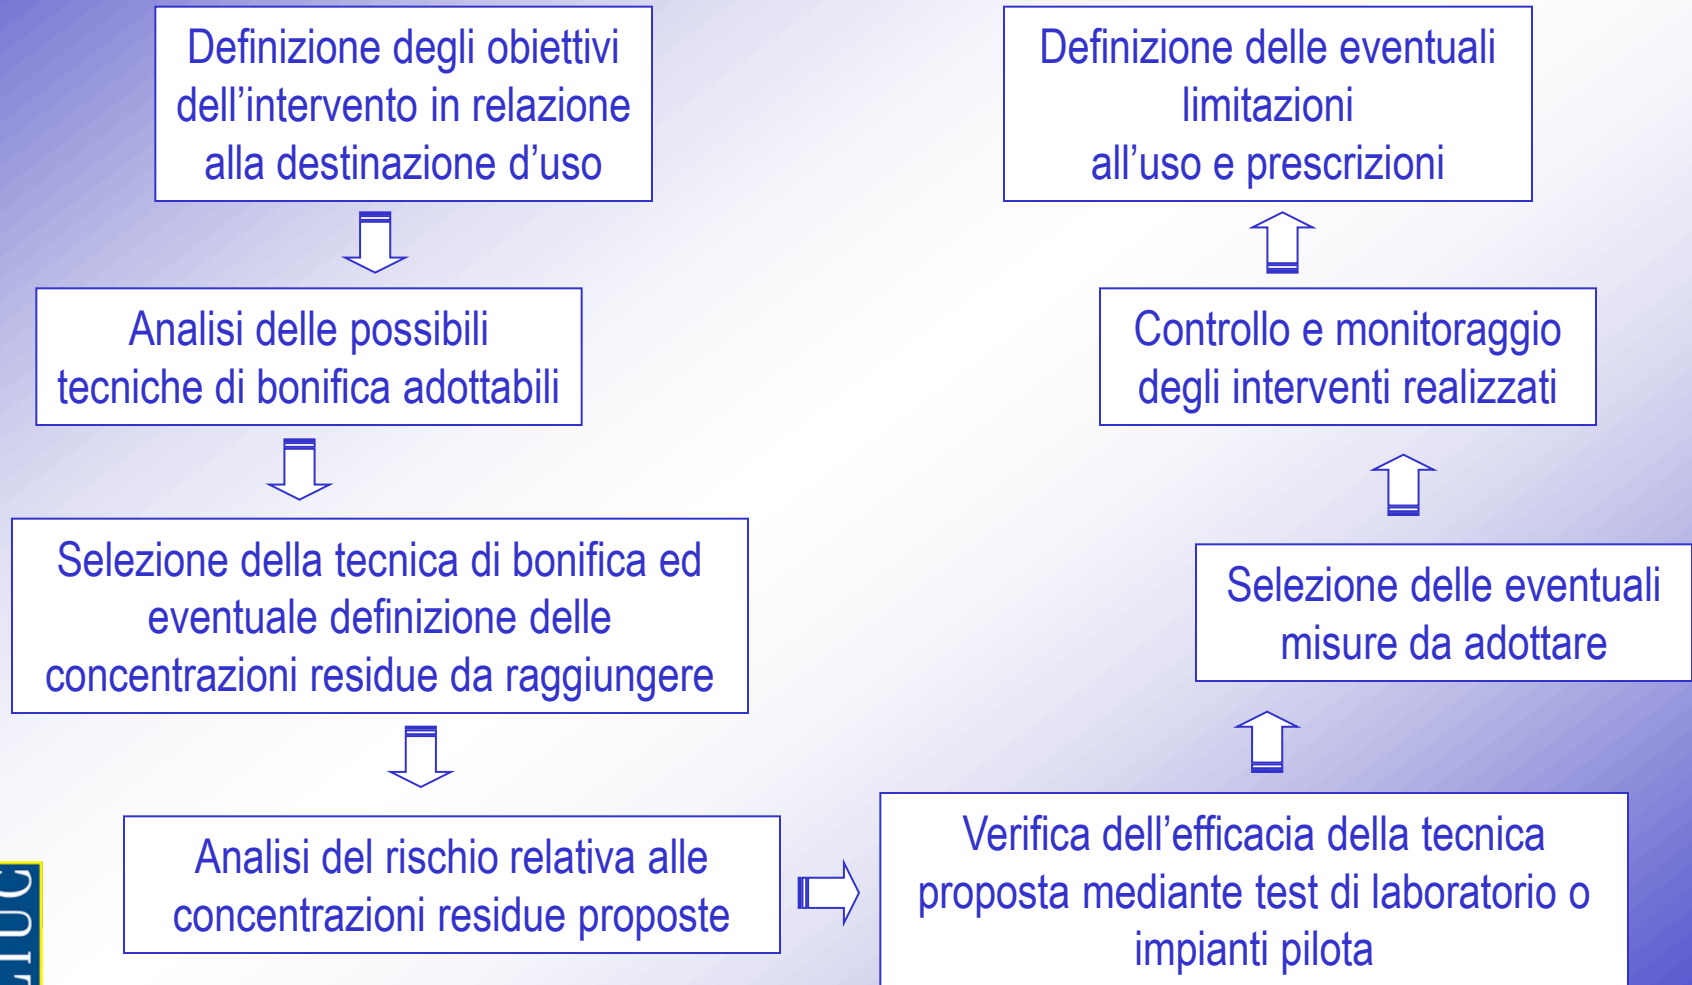 Definizione degli obiettivi
dell’intervento in relazione
alla destinazione d’uso
Analisi delle possibili
tecniche di bonifica adottabili
Selezione della tecnica di bonifica ed
eventuale definizione delle
concentrazioni residue da raggiungere
Analisi del rischio relativa alle
concentrazioni residue proposte
Verifica dell’efficacia della tecnica
proposta mediante test di laboratorio o
impianti pilota
Selezione delle eventuali
misure da adottare
Controllo e monitoraggio
degli interventi realizzati
Definizione delle eventuali
limitazioni
all’uso e prescrizioni